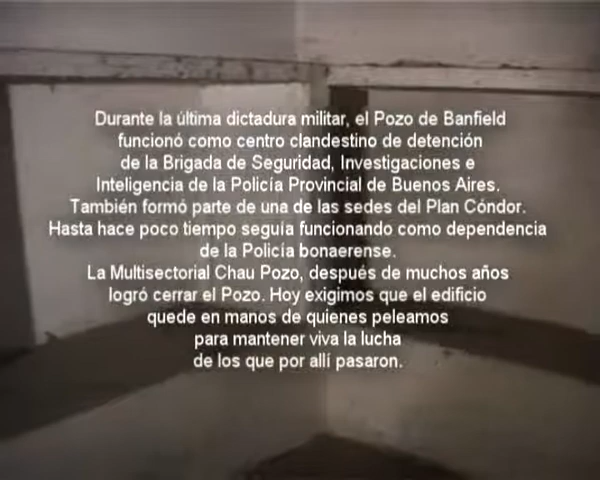 Durante la última dictadura militar, el Pozo de Banfield
funcionó como centro clandestino de detención
de la Brigada de Seguridad, Investigaciones e
Inteligencia de la Policía Provincial de Buenos Aires.
También formó parte de una de las sedes del Plan Cóndor.
Hasta hace poco tiempo seguía funcionando como dependencia
de la Policía bonaerense.
La Multisectorial Chau Pozo, después de muchos años
logró cerrar el Pozo. Hoy exigimos que el edificio
quede en manos de quienes peleamos
para mantener viva la lucha
de los que por allí pasaron.